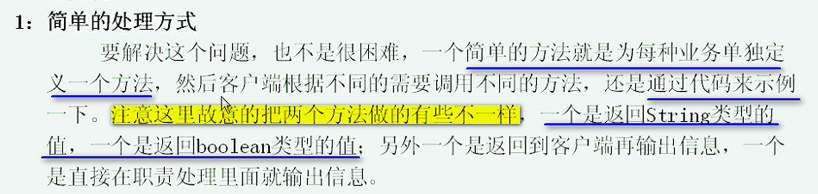 1：简单的处理方式
要解决这个问题，也不是很困难，一个简单的方法就是为每种业务单独定
义一个方法，然后客户端根据不同的需要调用不同的方法，还是通过代码来示例
一下。注意这里故意的把两个方法做的有些不一样，一个是返回String类型的
值，一个是返回boolean类型的值；另外一个是返回到客户端再输出信息，一个
是直接在职责处理里面就输出信息。